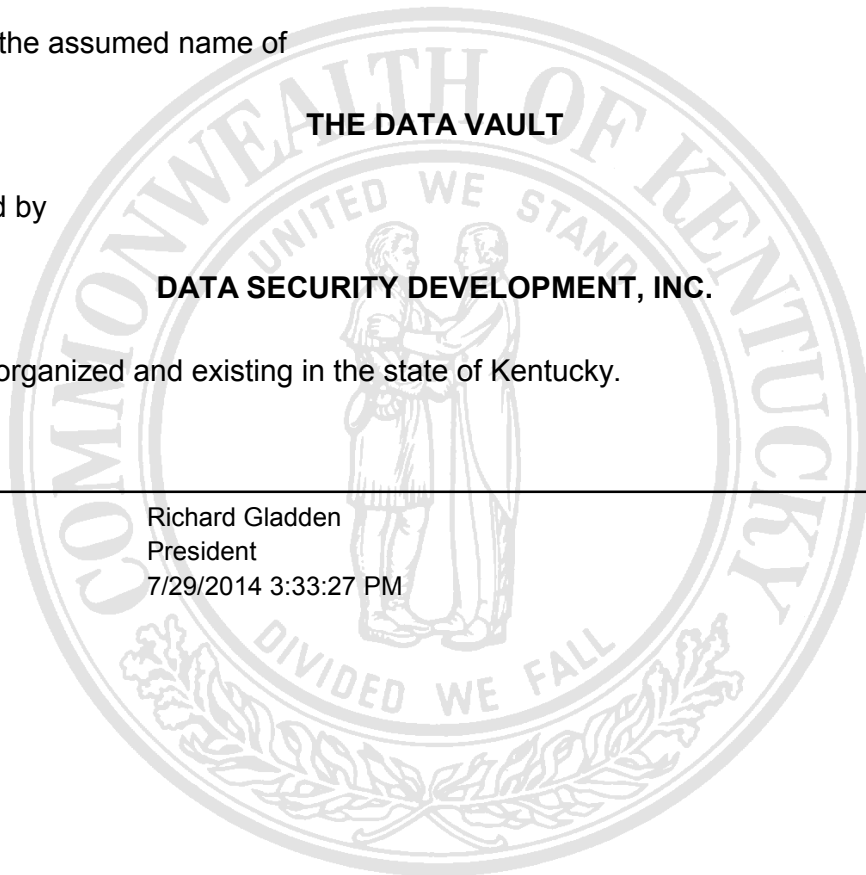 the assumed name of
THE DATA VAULT
d by
DATA SECURITY DEVELOPMENT, INC.
organized and existing in the state of Kentucky.
Richard Gladden
President
7/29/2014 3:33:27 PM
COMMONWEALTH OF KENTUCKY
UNITED WE STAND
DIVIDED WE FALL